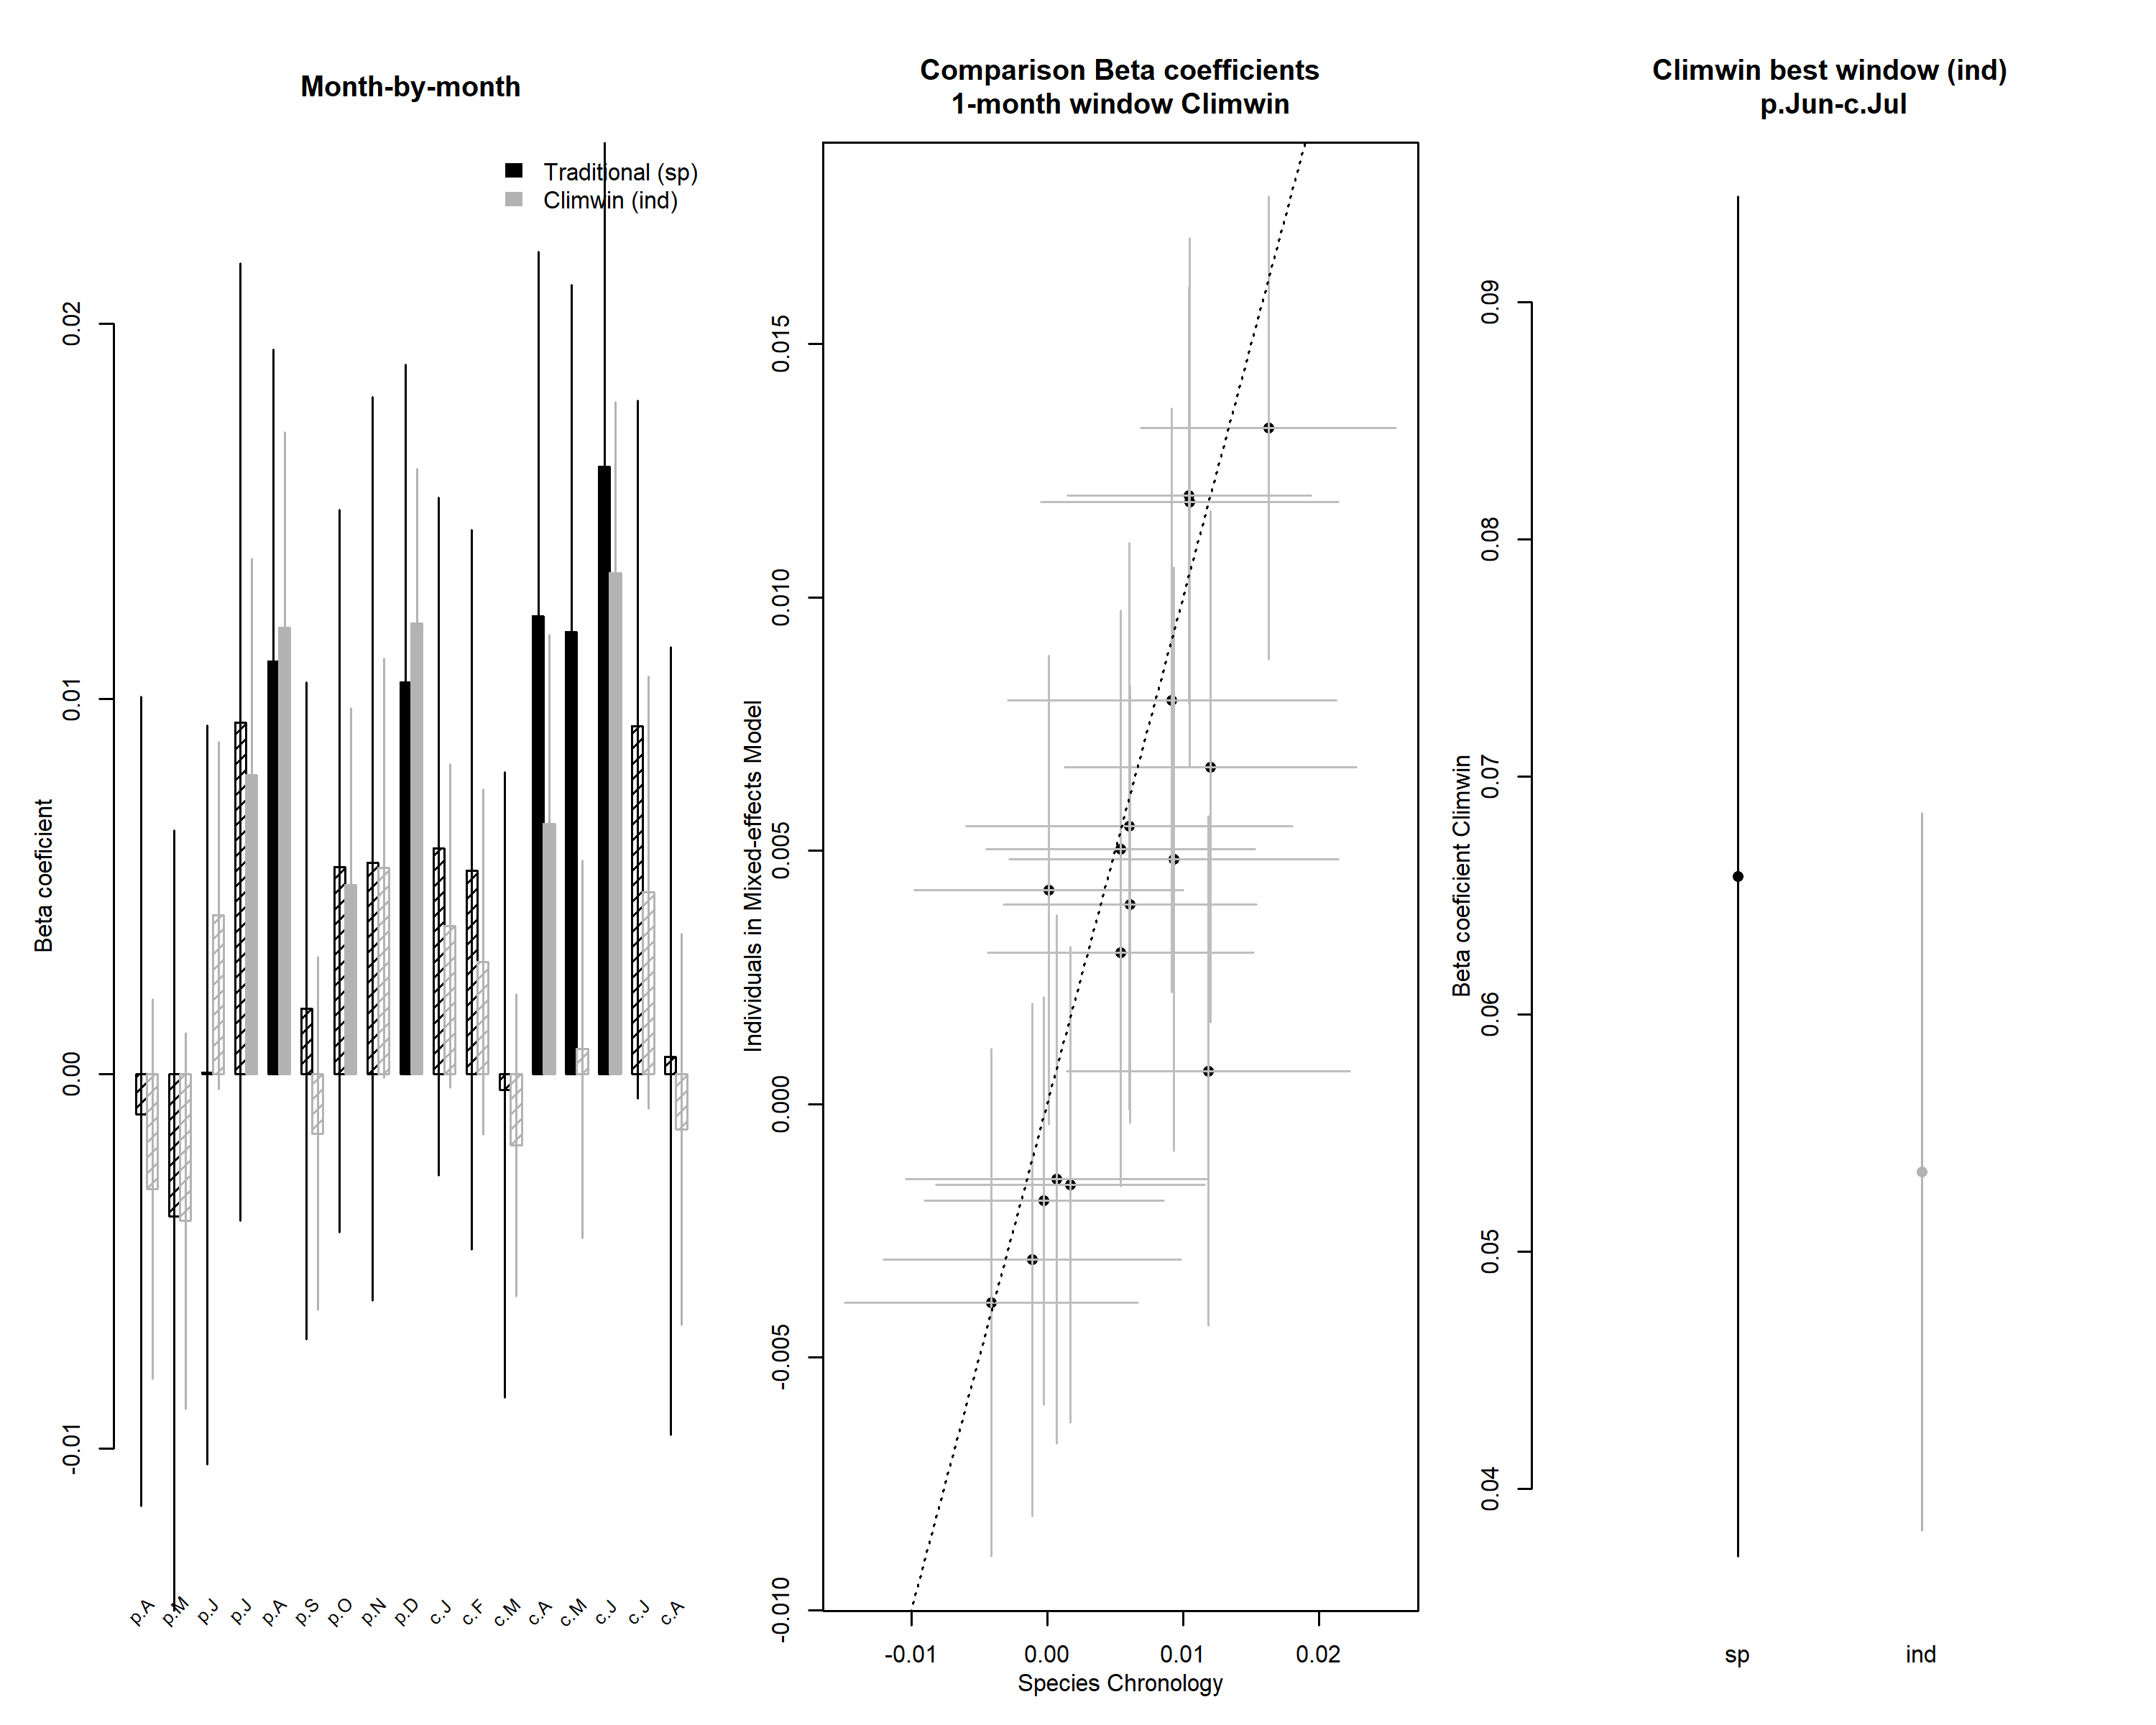 Month-by-month
Traditional (sp)
Climwin (ind)
Beta coeficient
0.02
0.01
0.00
-0.01
p.A
p.M
p.J
p.J
p.A
p.S
p.O
p.N
p.D
c.J
c.F
c.M
c.A
c.M
c.J
c.J
c.A
Comparison Beta coefficients
1-month window Climwin
Individuals in Mixed-effects Model
0.015
0.010
0.005
0.000
-0.005
-0.010
-0.01
0.00
0.01
0.02
Species Chronology
Climwin best window (ind)
p.Jun-c.Jul
Beta coefficient Climwin
0.09
0.08
0.07
0.06
0.05
0.04
sp
ind